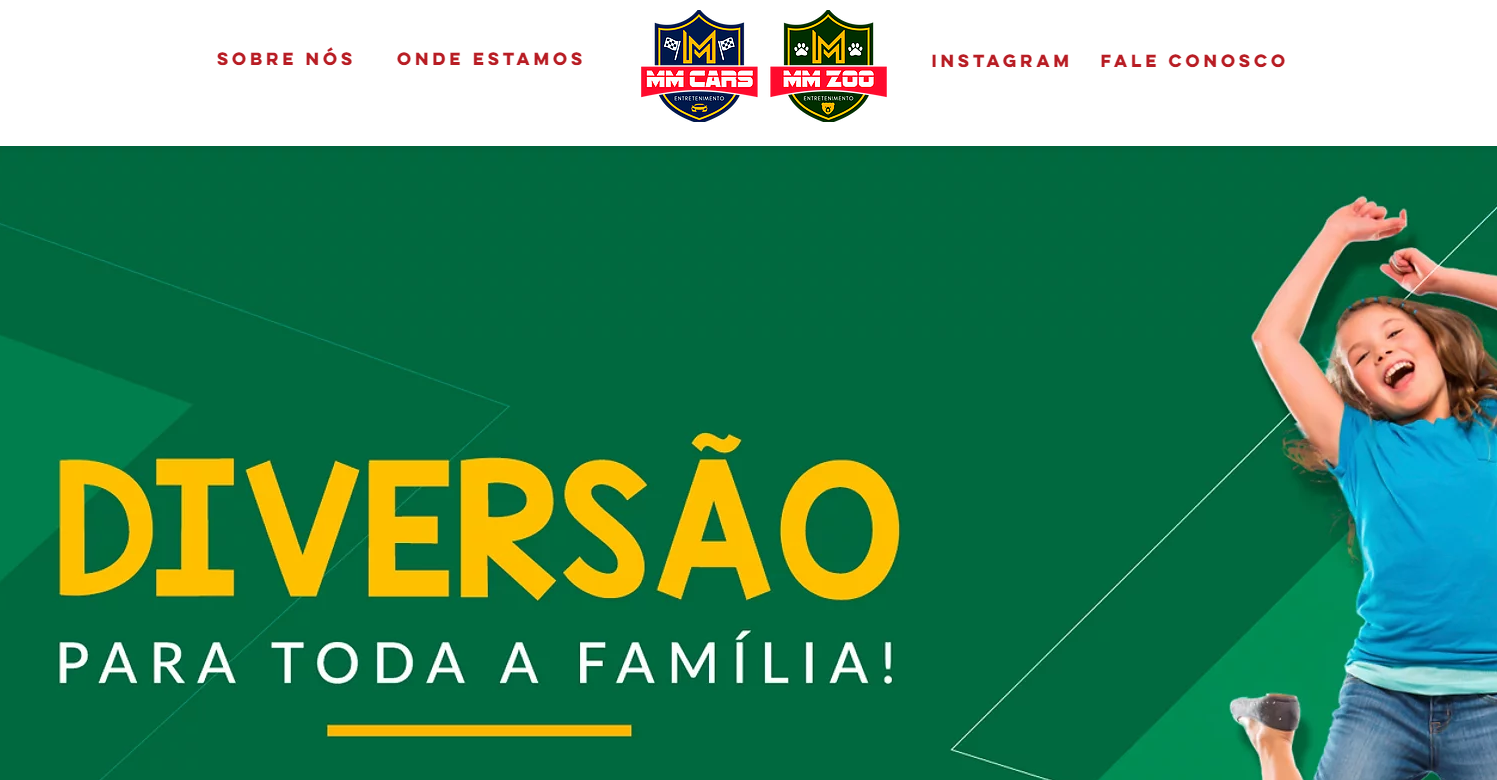 SOBRE NÓS
ONDE ESTAMOS
MM CARS
ENTRETENIMENTO
MM ZOO
ENTRETENIMENTO
INSTAGRAM
FALE CONOSCO
DIVERSÃO
PARA TODA A FAMÍLIA!